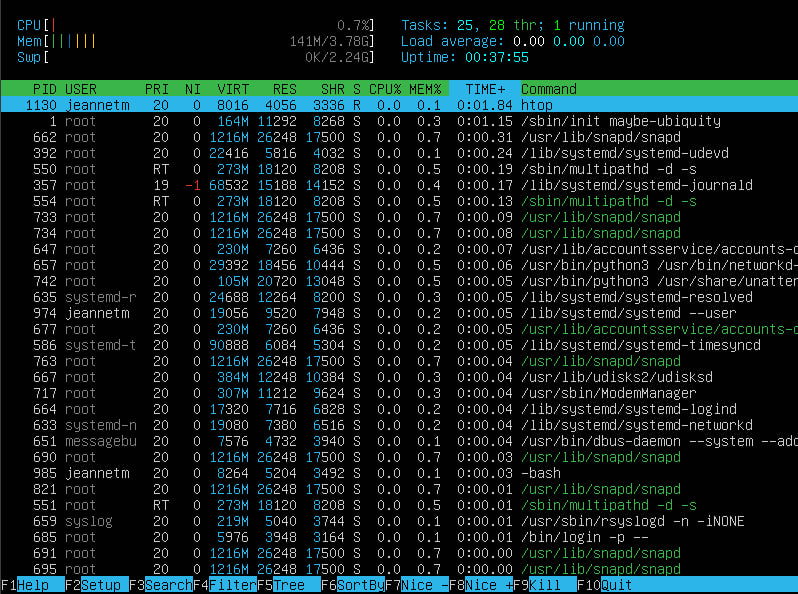 CPU[| 0.7%] Tasks: 25, 28 thr; 1 running
Mem[|||||| 141M/3.78G] Load average: 0.00 0.00 0.00
Swp[ 0K/2.24G] Uptime: 00:37:55
PID USER PRI NI VIRT RES SHR S CPU% MEM% TIME+ Command
1130 jeannetm 20 0 8016 4056 3336 R 0.0 0.1 0:01.84 htop
1 root 20 0 164M 11292 8268 S 0.0 0.3 0:01.15 /sbin/init maybe-ubiquity
662 root 20 0 1216M 26248 17500 S 0.0 0.7 0:00.31 /usr/lib/snapd/snapd
392 root 20 0 22416 5816 4032 S 0.0 0.1 0:00.24 /lib/systemd/systemd-udevd
550 root RT 0 273M 18120 8208 S 0.0 0.5 0:00.19 /sbin/multipathd -d -s
357 root 19 -1 68532 15188 14152 S 0.0 0.4 0:00.17 /lib/systemd/systemd-journald
554 root RT 0 273M 18120 8208 S 0.0 0.5 0:00.13 /sbin/multipathd -d -s
733 root 20 0 1216M 26248 17500 S 0.0 0.7 0:00.09 /usr/lib/snapd/snapd
734 root 20 0 1216M 26248 17500 S 0.0 0.7 0:00.08 /usr/lib/snapd/snapd
647 root 20 0 230M 7260 6436 S 0.0 0.2 0:00.07 /usr/lib/accountsservice/accounts-d
657 root 20 0 29392 18456 10444 S 0.0 0.5 0:00.06 /usr/bin/python3 /usr/bin/networkd-
742 root 20 0 105M 20720 13048 S 0.0 0.5 0:00.05 /usr/bin/python3 /usr/share/unatten
635 systemd-r 20 0 24688 12264 8200 S 0.0 0.3 0:00.05 /lib/systemd/systemd-resolved
974 jeannetm 20 0 19056 9520 7948 S 0.0 0.2 0:00.05 /lib/systemd/systemd --user
677 root 20 0 230M 7260 6436 S 0.0 0.2 0:00.05 /usr/lib/accountsservice/accounts-d
586 systemd-t 20 0 90888 6084 5304 S 0.0 0.2 0:00.05 /lib/systemd/systemd-timesyncd
763 root 20 0 1216M 26248 17500 S 0.0 0.7 0:00.04 /usr/lib/snapd/snapd
667 root 20 0 384M 12248 10384 S 0.0 0.3 0:00.04 /usr/lib/udisks2/udisksd
717 root 20 0 307M 11212 9624 S 0.0 0.3 0:00.04 /usr/sbin/ModemManager
664 root 20 0 17320 7716 6828 S 0.0 0.2 0:00.04 /lib/systemd/systemd-logind
633 systemd-n 20 0 19080 7380 6516 S 0.0 0.2 0:00.04 /lib/systemd/systemd-networkd
651 messagebu 20 0 7576 4732 3940 S 0.0 0.1 0:00.04 /usr/bin/dbus-daemon --system --add
690 root 20 0 1216M 26248 17500 S 0.0 0.7 0:00.03 /usr/lib/snapd/snapd
985 jeannetm 20 0 8264 5204 3492 S 0.0 0.1 0:00.03 -bash
821 root 20 0 1216M 26248 17500 S 0.0 0.7 0:00.01 /usr/lib/snapd/snapd
551 root RT 0 273M 18120 8208 S 0.0 0.5 0:00.01 /sbin/multipathd -d -s
659 syslog 20 0 219M 5040 3744 S 0.0 0.1 0:00.01 /usr/sbin/rsyslogd -n -iNONE
685 root 20 0 5976 3948 3164 S 0.0 0.1 0:00.01 /bin/login -p --
691 root 20 0 1216M 26248 17500 S 0.0 0.7 0:00.00 /usr/lib/snapd/snapd
695 root 20 0 1216M 26248 17500 S 0.0 0.7 0:00.00 /usr/lib/snapd/snapd
F1Help F2Setup F3SearchF4FilterF5Tree F6SortByF7Nice -F8Nice +F9Kill F10Quit